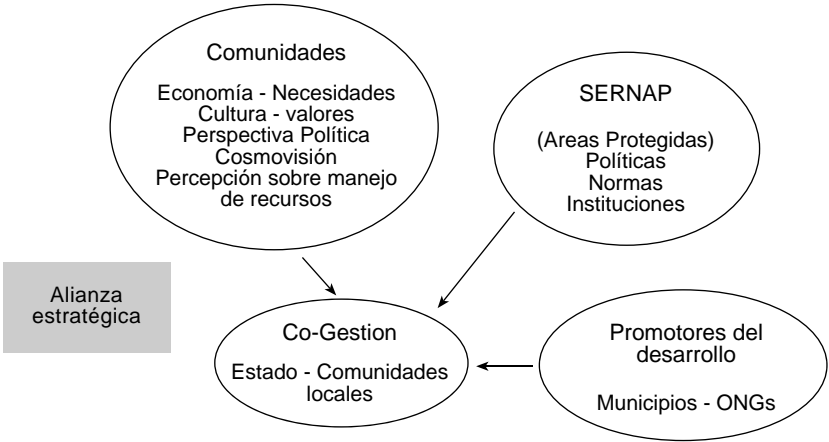 Comunidades
Economía - Necesidades
Cultura - valores
Perspectiva Política
Cosmovisión
Percepción sobre manejo
de recursos
SERNAP
(Areas Protegidas)
Políticas
Normas
Instituciones
Alianza
estratégica
Co-Gestion
Estado - Comunidades
locales
Promotores del
desarrollo
Municipios - ONGs